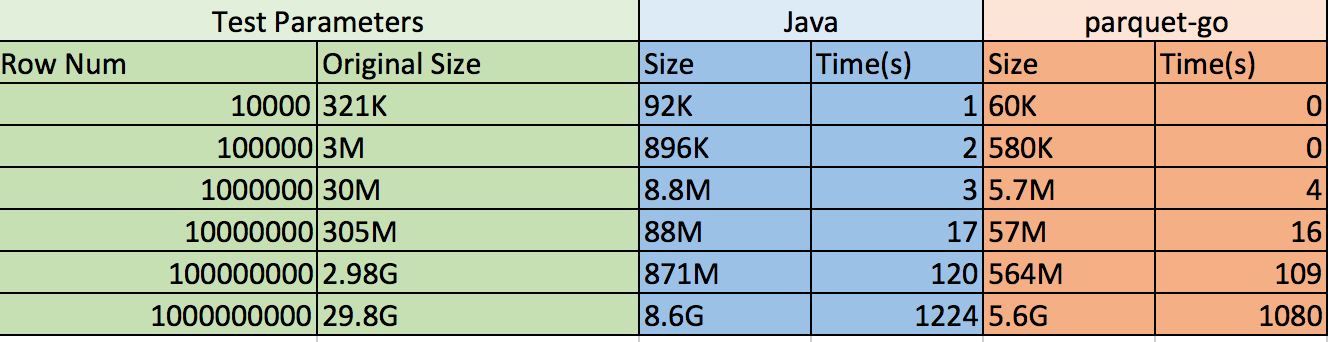 Test Parameters Java parquet-go
Row Num Original Size Size Time(s) Size Time(s)
10000 321K 92K 1 60K 0
100000 3M 896K 2 580K 0
1000000 30M 8.8M 3 5.7M 4
10000000 305M 88M 17 57M 16
100000000 2.98G 871M 120 564M 109
1000000000 29.8G 8.6G 1224 5.6G 1080